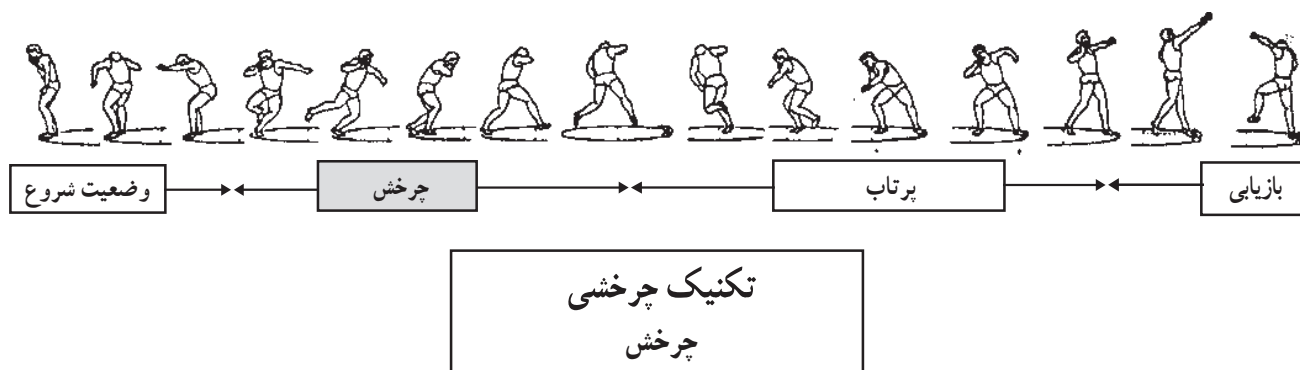 وضعیت شروع
چرخش
پرتاب
بازیابی
تکنیک چرخشی
چرخش